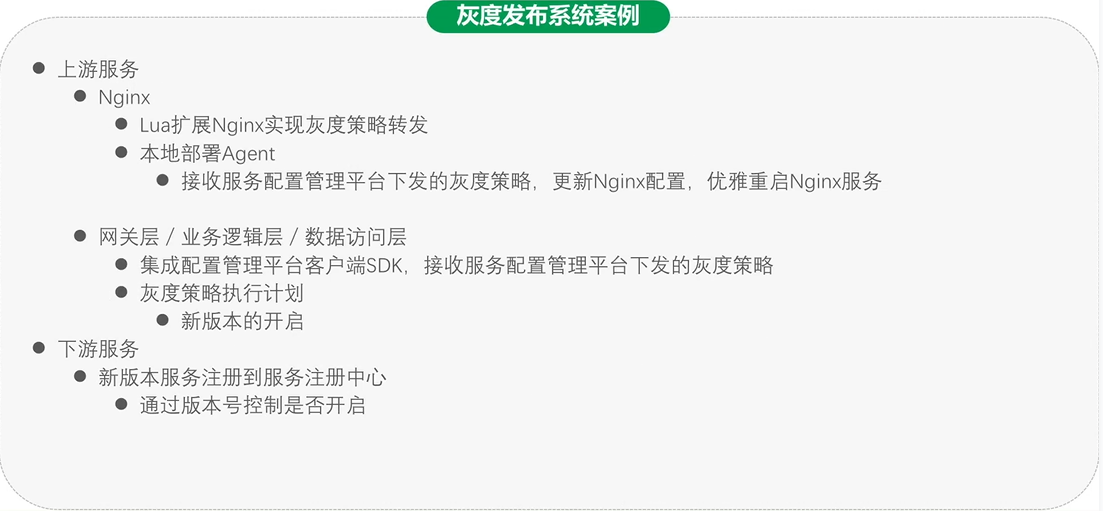 灰度发布系统案例
● 上游服务
● Nginx
● Lua扩展Nginx实现灰度策略转发
● 本地部署Agent
● 接收服务配置管理平台下发的灰度策略，更新Nginx配置，优雅重启Nginx服务
● 网关层 / 业务逻辑层 / 数据访问层
● 集成配置管理平台客户端SDK，接收服务配置管理平台下发的灰度策略
● 灰度策略执行计划
● 新版本的开启
● 下游服务
● 新版本服务注册到服务注册中心
● 通过版本号控制是否开启